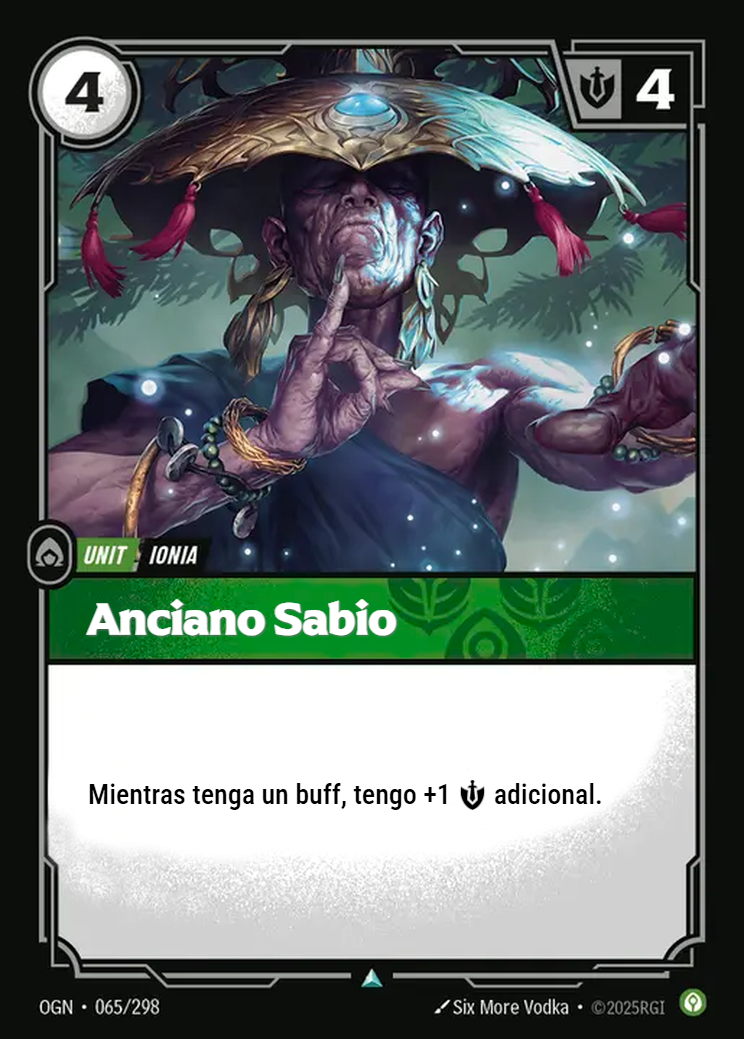 4
4
UNIT
IONIA
Anciano Sabio
Mientras tenga un buff, tengo +1 adicional.
OGN • 065/298
Six More Vodka • ©2025RGI